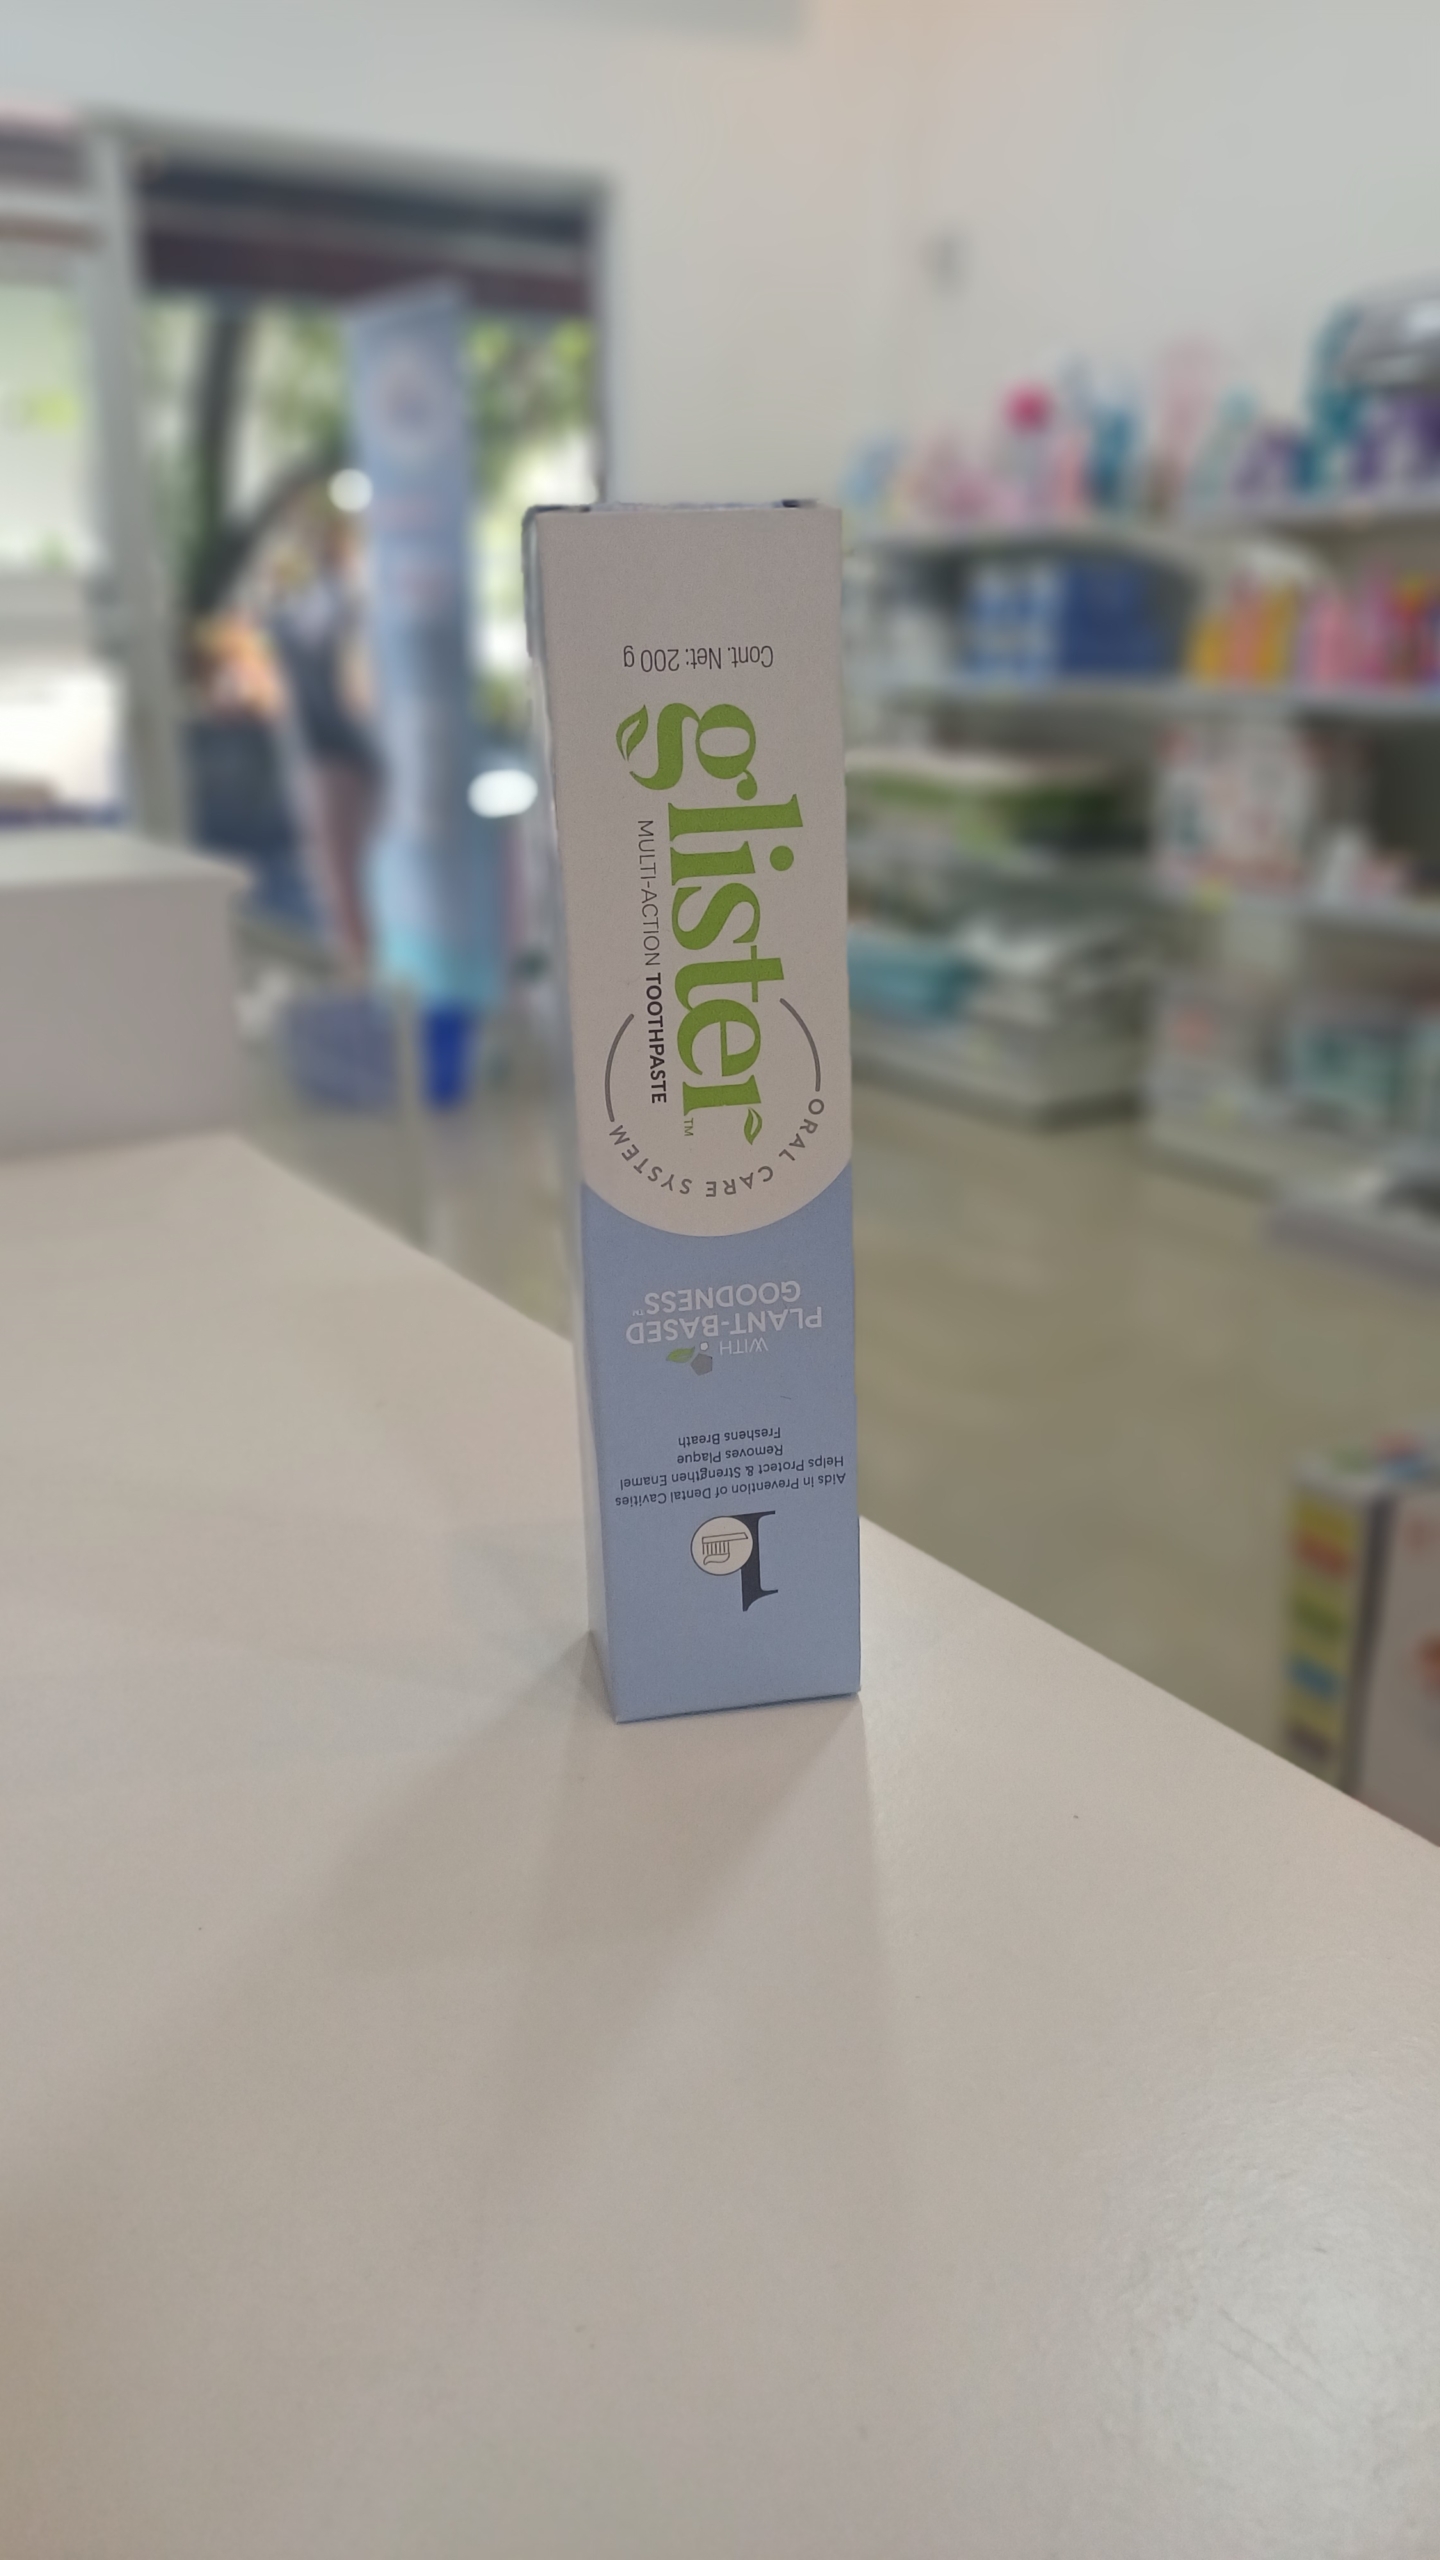 Cont. Net: 200 g
glister™
MULTI-ACTION TOOTHPASTE
ORAL CARE SYSTEM
WITH
PLANT-BASED
GOODNESS™
1
Aids in Prevention of Dental Cavities
Helps Protect & Strengthen Enamel
Removes Plaque
Freshens Breath